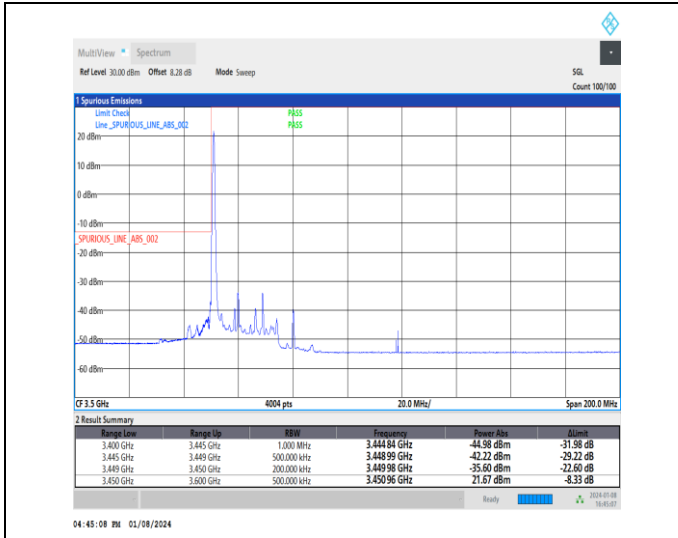 MultiView Spectrum
Ref Level 30.00 dBm Offset 8.28 dB Mode Sweep SGL
Count 100/100
1 Spurious Emissions
Limit Check PASS
Line _SPURIOUS_LINE_ABS_002 PASS
20 dBm
10 dBm
0 dBm
-10 dBm
_SPURIOUS_LINE_ABS_002
-20 dBm
-30 dBm
-40 dBm
-50 dBm
-60 dBm
CF 3.5 GHz 4004 pts 20.0 MHz/ Span 200.0 MHz
2 Result Summary
Range Low Range Up RBW Frequency Power Abs ΔLimit
3.400 GHz 3.445 GHz 1.000 MHz 3.444 84 GHz -44.98 dBm -31.98 dB
3.445 GHz 3.449 GHz 500.000 kHz 3.448 99 GHz -42.22 dBm -29.22 dB
3.449 GHz 3.450 GHz 200.000 kHz 3.449 98 GHz -35.60 dBm -22.60 dB
3.450 GHz 3.600 GHz 500.000 kHz 3.450 96 GHz 21.67 dBm -8.33 dB
Ready 2024-01-08
16:45:07
04:45:08 PM 01/08/2024